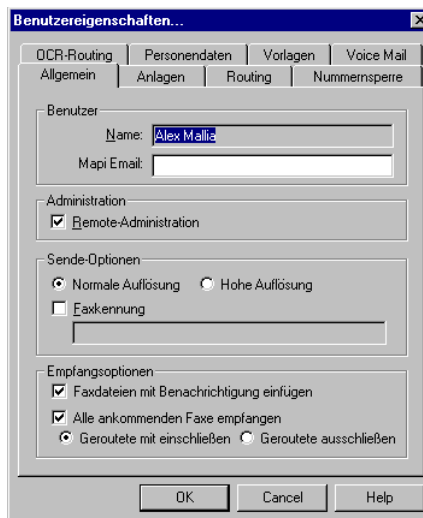 Benutzereigenschaften...
OCR-Routing Personendaten Vorlagen Voice Mail
Allgemein Anlagen Routing Nummernsperre
Benutzer
Name: Alex Mallia
Mapi Email:
Administration
Remote-Administration
Sende-Optionen
Normale Auflösung Hohe Auflösung
Faxkennung
Empfangsoptionen
Faxdateien mit Benachrichtigung einfügen
Alle ankommenden Faxe empfangen
Geroutete mit einschließen Geroutete ausschließen
OK Cancel Help